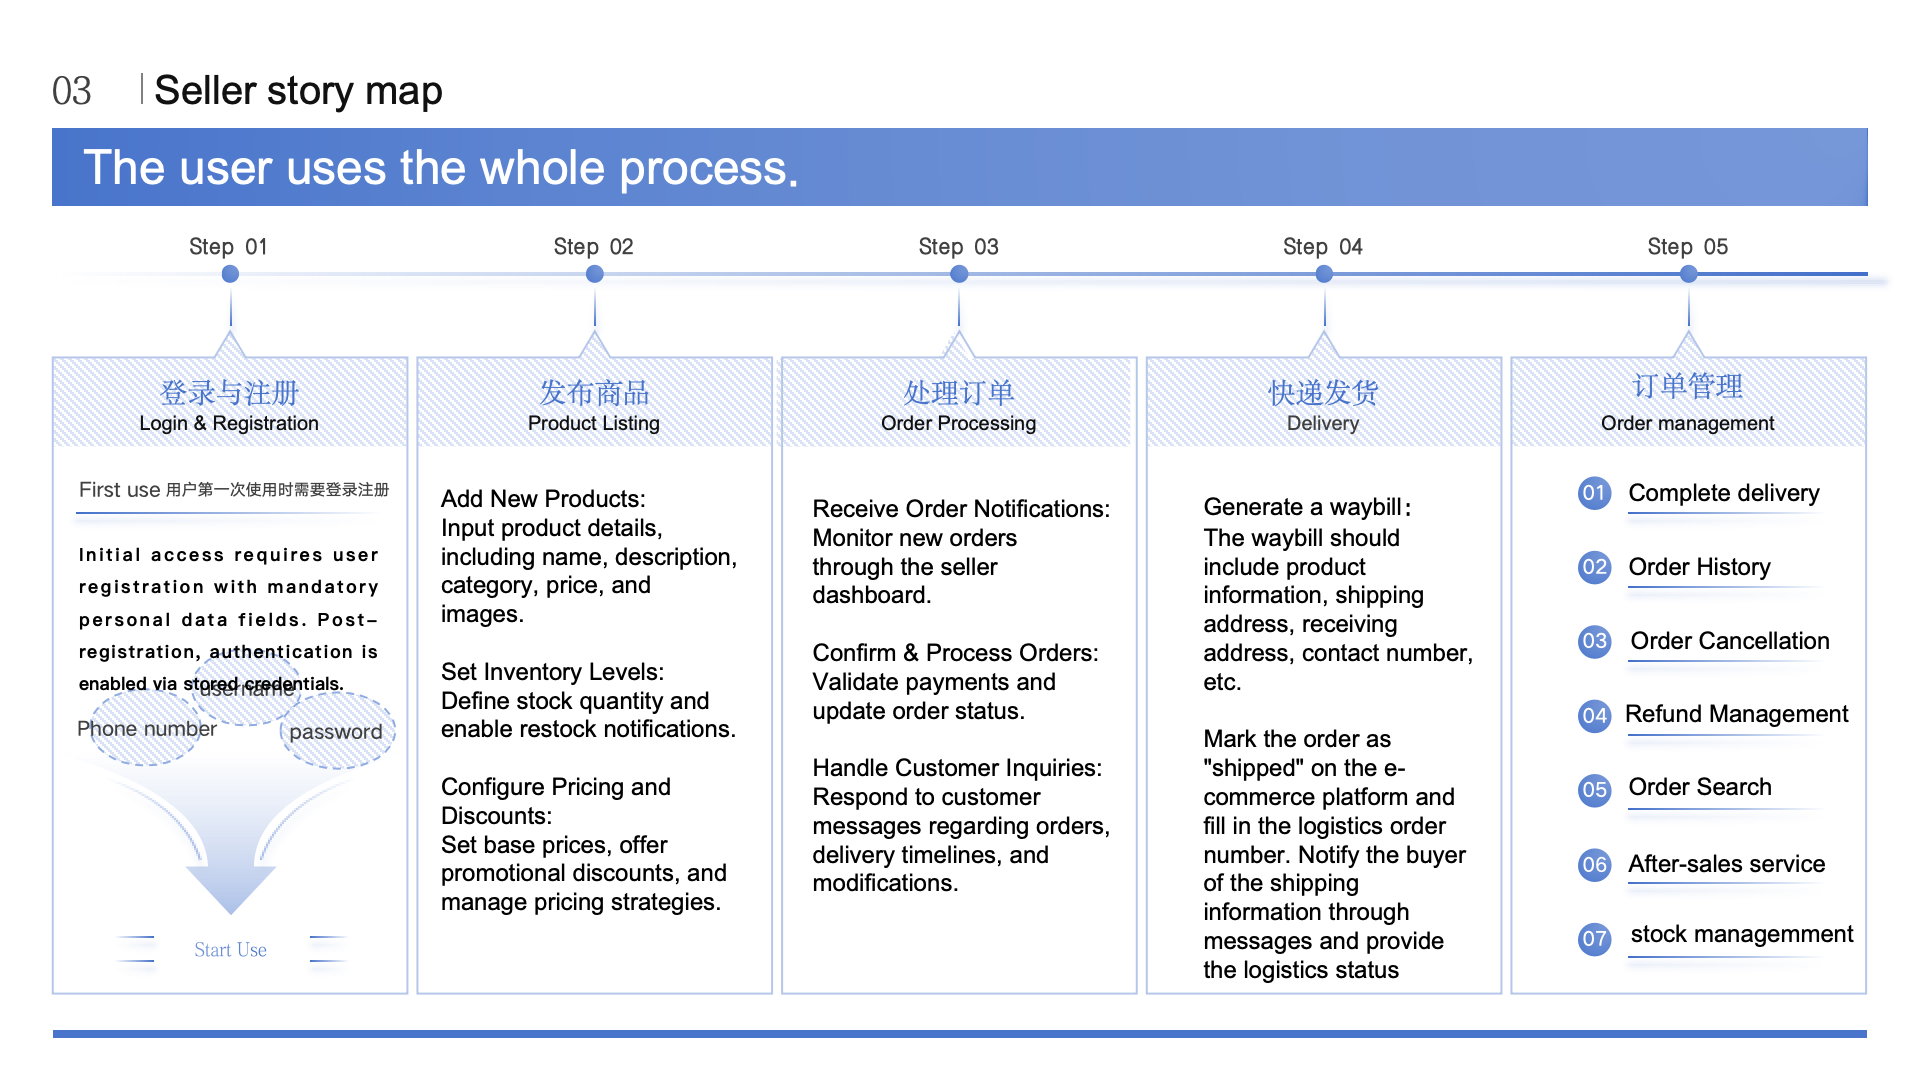 03
Seller story map
The user uses the whole process.
Step 01
Step 02
Step 03
Step 04
Step 05
登录与注册
Login & Registration
First use 用户第一次使用时需要登录注册
Initial access requires user
registration with mandatory
personal data fields. Post-
registration, authentication is
enabled via stored credentials.
username
Phone number
password
Start Use
发布商品
Product Listing
Add New Products:
Input product details,
including name, description,
category, price, and
images.
Set Inventory Levels:
Define stock quantity and
enable restock notifications.
Configure Pricing and
Discounts:
Set base prices, offer
promotional discounts, and
manage pricing strategies.
处理订单
Order Processing
Receive Order Notifications:
Monitor new orders
through the seller
dashboard.
Confirm & Process Orders:
Validate payments and
update order status.
Handle Customer Inquiries:
Respond to customer
messages regarding orders,
delivery timelines, and
modifications.
快递发货
Delivery
Generate a waybill：
The waybill should
include product
information, shipping
address, receiving
address, contact number,
etc.
Mark the order as
"shipped" on the e-
commerce platform and
fill in the logistics order
number. Notify the buyer
of the shipping
information through
messages and provide
the logistics status
订单管理
Order management
01 Complete delivery
02 Order History
03 Order Cancellation
04 Refund Management
05 Order Search
06 After-sales service
07 stock managemment